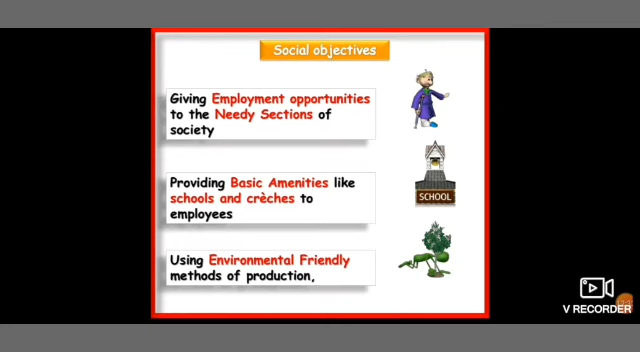 Social objectives
Giving Employment opportunities
to the Needy Sections of
society
Providing Basic Amenities like
schools and crèches to
employees
SCHOOL
Using Environmental Friendly
methods of production,
V RECORDER